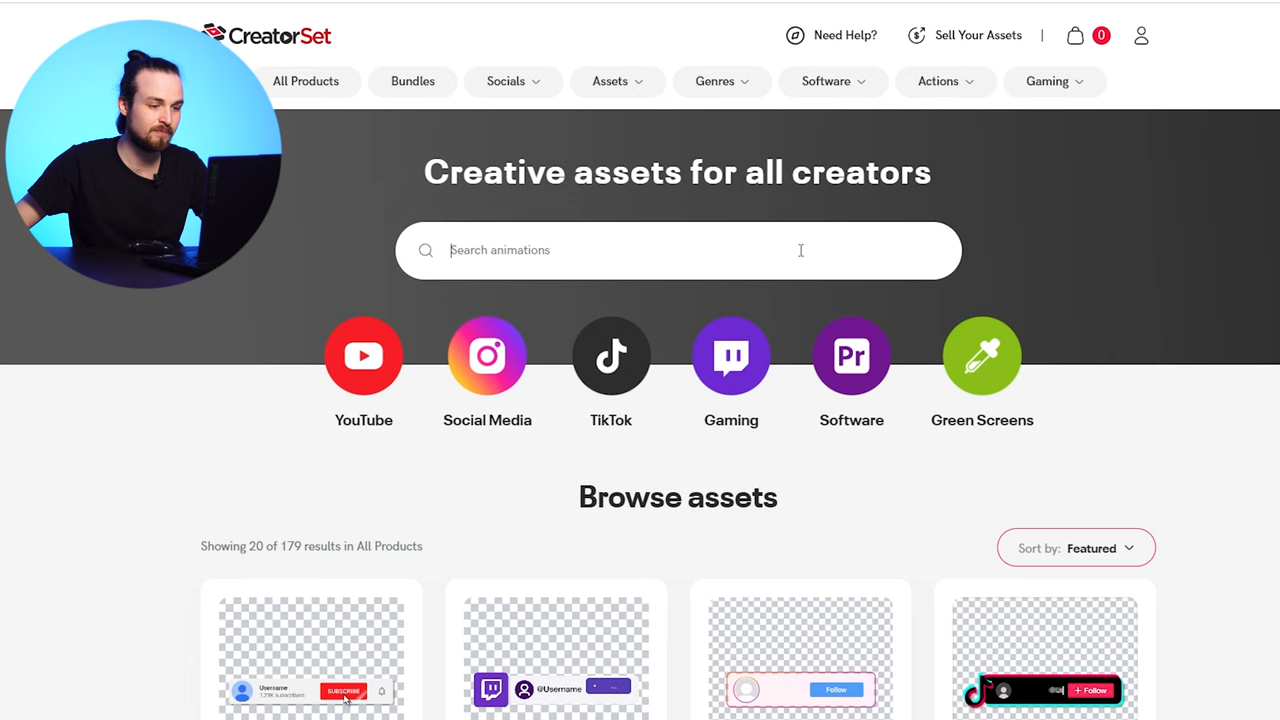 CreatorSet
Need Help?
Sell Your Assets
0
All Products
Bundles
Socials
Assets
Genres
Software
Actions
Gaming
Creative assets for all creators
Search animations
Pr
YouTube
Social Media
TikTok
Gaming
Software
Green Screens
Browse assets
Showing 20 of 179 results in All Products
Sort by: Featured
Username
SUBSCRIBE
@Username
Follow
+ Follow